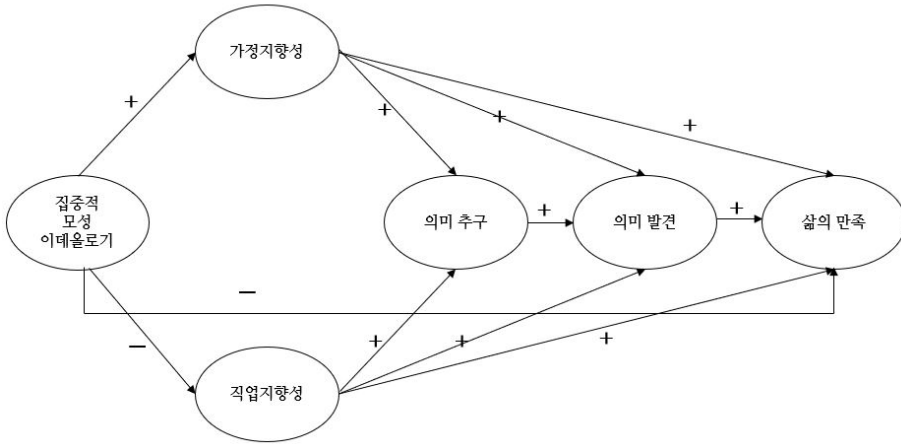 가정지향성
+
+
+
+
집중적
모성
이데올로기
의미 추구
+
의미 발견
+
삶의 만족
−
−
+
+
+
직업지향성